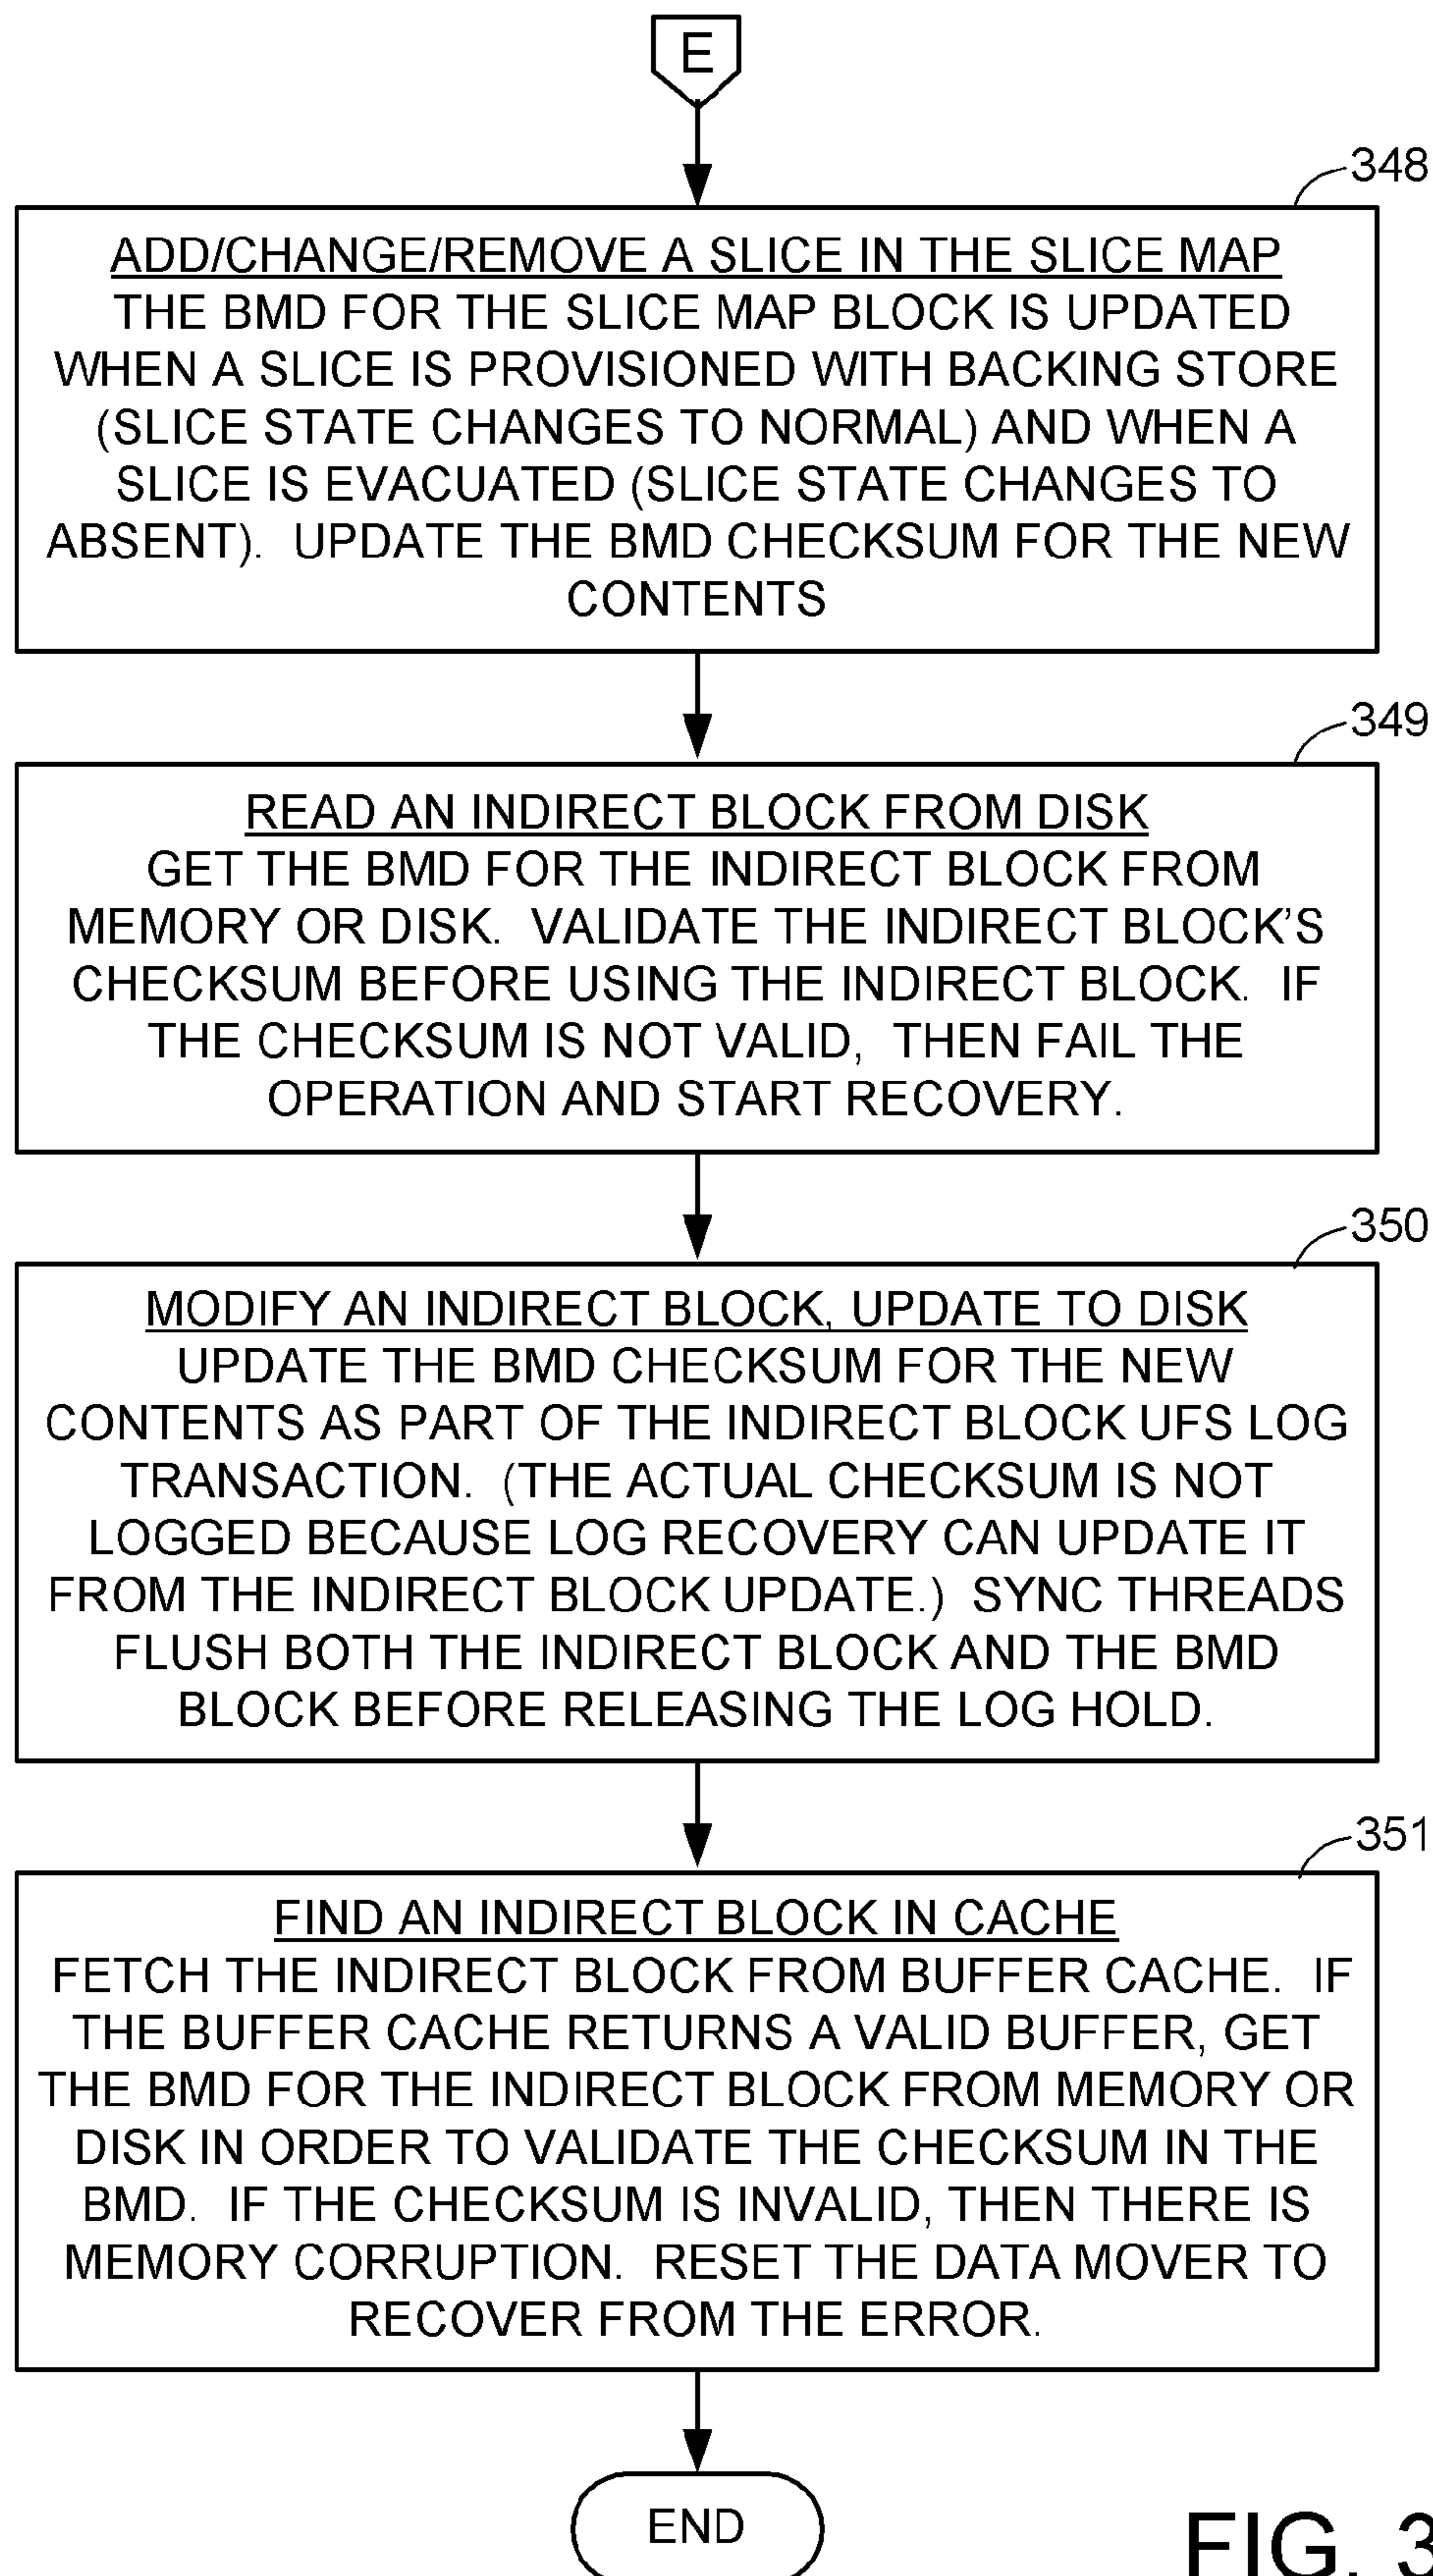 E
348
ADD/CHANGE/REMOVE A SLICE IN THE SLICE MAP
THE BMD FOR THE SLICE MAP BLOCK IS UPDATED
WHEN A SLICE IS PROVISIONED WITH BACKING STORE
(SLICE STATE CHANGES TO NORMAL) AND WHEN A
SLICE IS EVACUATED (SLICE STATE CHANGES TO
ABSENT). UPDATE THE BMD CHECKSUM FOR THE NEW
CONTENTS
349
READ AN INDIRECT BLOCK FROM DISK
GET THE BMD FOR THE INDIRECT BLOCK FROM
MEMORY OR DISK. VALIDATE THE INDIRECT BLOCK'S
CHECKSUM BEFORE USING THE INDIRECT BLOCK. IF
THE CHECKSUM IS NOT VALID, THEN FAIL THE
OPERATION AND START RECOVERY.
350
MODIFY AN INDIRECT BLOCK, UPDATE TO DISK
UPDATE THE BMD CHECKSUM FOR THE NEW
CONTENTS AS PART OF THE INDIRECT BLOCK UFS LOG
TRANSACTION. (THE ACTUAL CHECKSUM IS NOT
LOGGED BECAUSE LOG RECOVERY CAN UPDATE IT
FROM THE INDIRECT BLOCK UPDATE.) SYNC THREADS
FLUSH BOTH THE INDIRECT BLOCK AND THE BMD
BLOCK BEFORE RELEASING THE LOG HOLD.
351
FIND AN INDIRECT BLOCK IN CACHE
FETCH THE INDIRECT BLOCK FROM BUFFER CACHE. IF
THE BUFFER CACHE RETURNS A VALID BUFFER, GET
THE BMD FOR THE INDIRECT BLOCK FROM MEMORY OR
DISK IN ORDER TO VALIDATE THE CHECKSUM IN THE
BMD. IF THE CHECKSUM IS INVALID, THEN THERE IS
MEMORY CORRUPTION. RESET THE DATA MOVER TO
RECOVER FROM THE ERROR.
END
FIG. 3